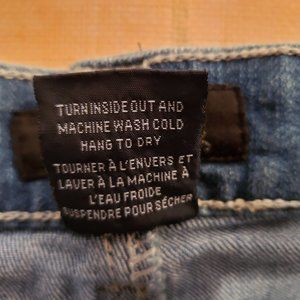 TURN INSIDE OUT AND
MACHINE WASH COLD
HANG TO DRY
TOURNER À L'ENVERS ET
LAVER À LA MACHINE À
L'EAU FROIDE
SUSPENDRE POUR SÉCHER